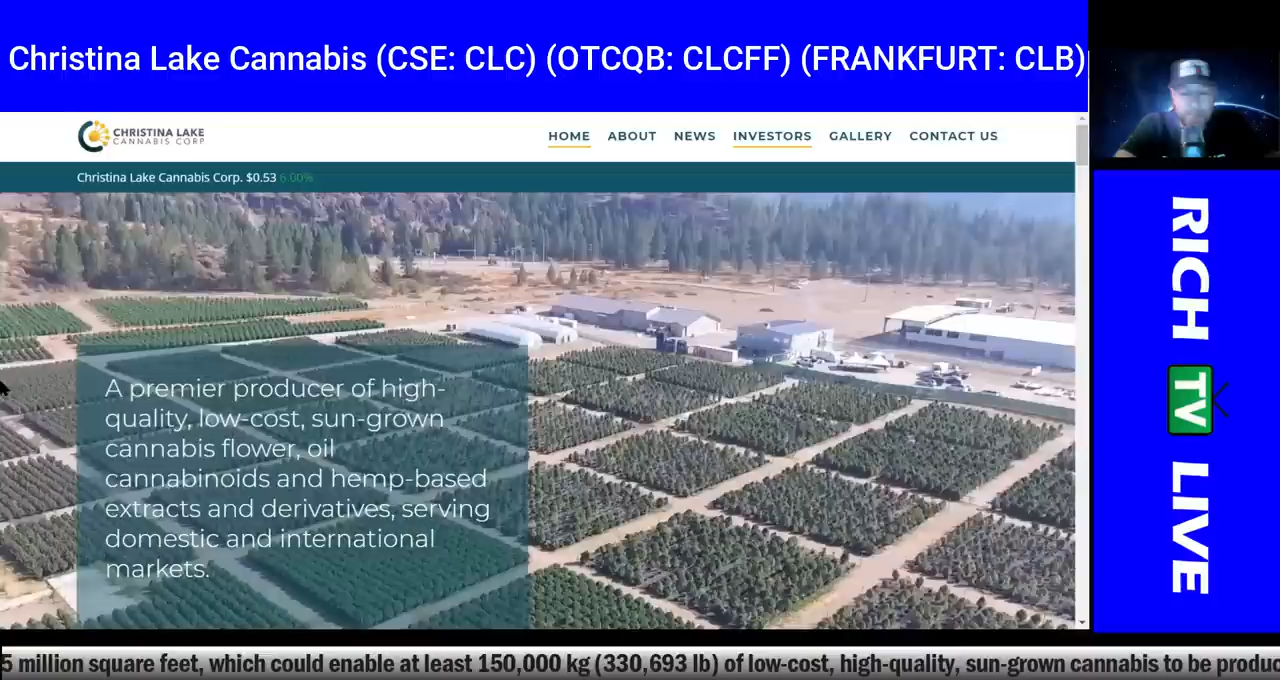 Christina Lake Cannabis (CSE: CLC) (OTCQB: CLCFF) (FRANKFURT: CLB)
CHRISTINA LAKE
CANNABIS CORP
HOME ABOUT NEWS INVESTORS GALLERY CONTACT US
Christina Lake Cannabis Corp. $0.53 6.00%
A premier producer of high-
quality, low-cost, sun-grown
cannabis flower, oil
cannabinoids and hemp-based
extracts and derivatives, serving
domestic and international
markets.
RICH TV LIVE
5 million square feet, which could enable at least 150,000 kg (330,693 lb) of low-cost, high-quality, sun-grown cannabis to be produc